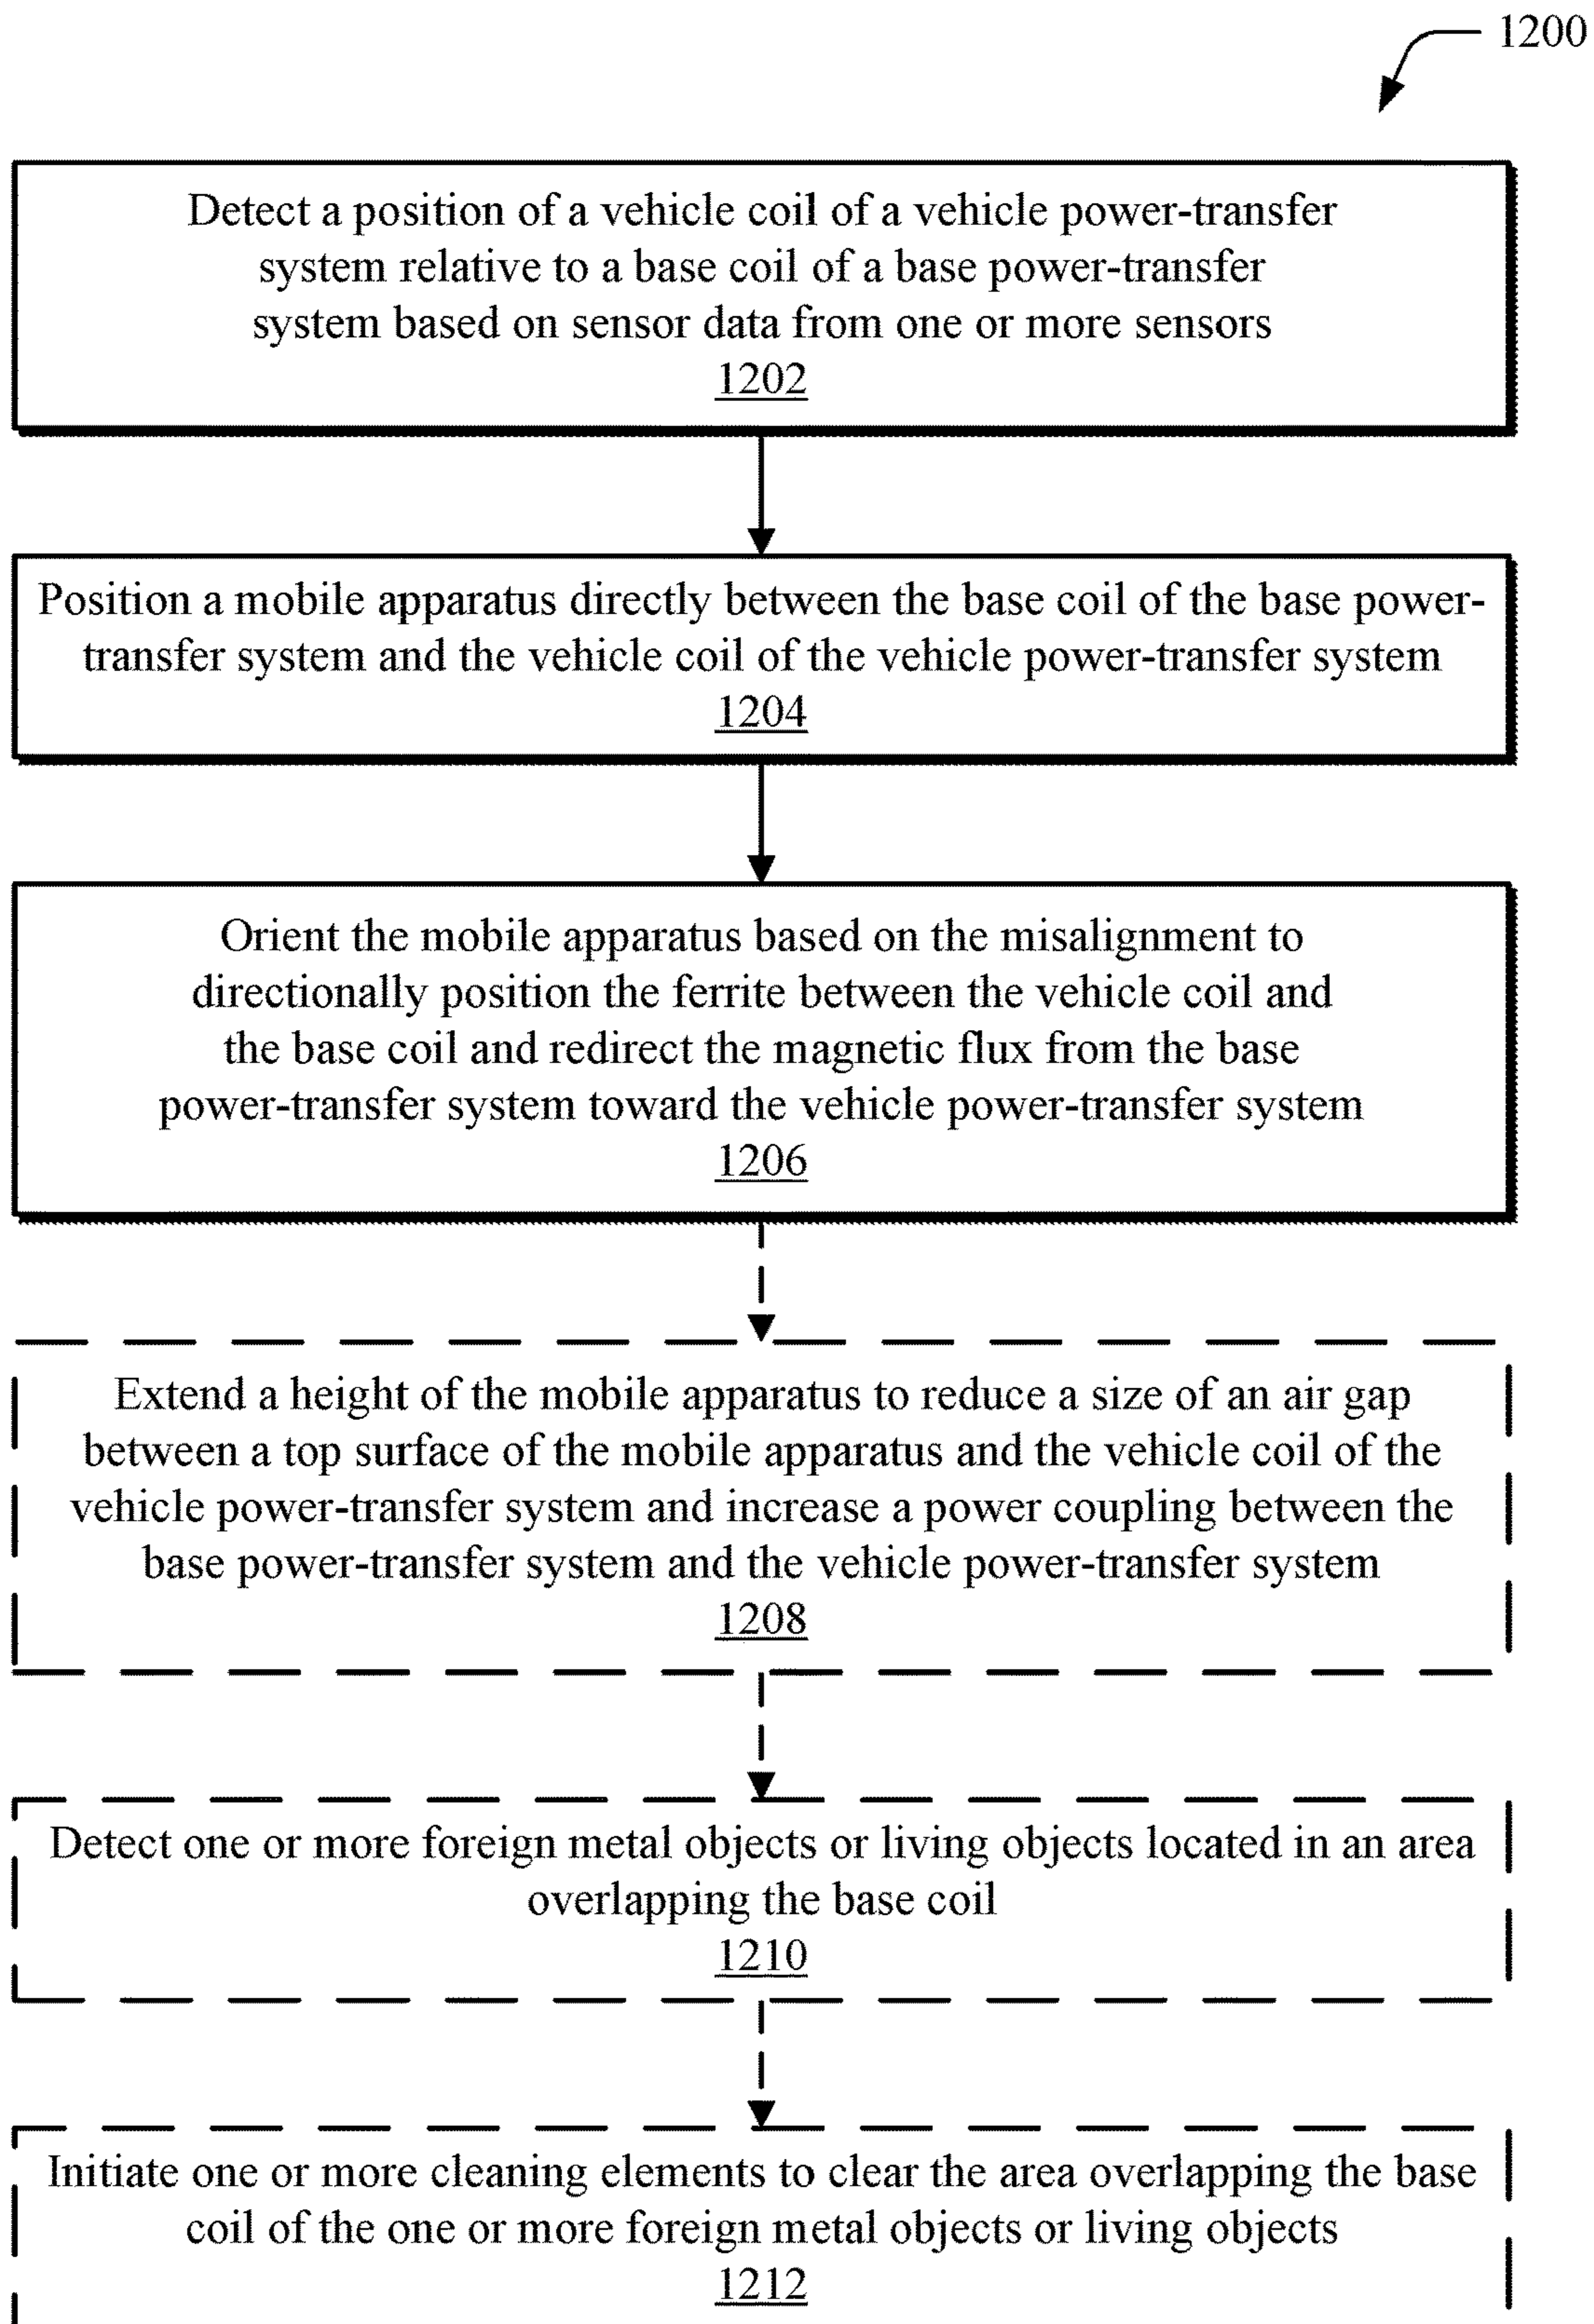 1200
Detect a position of a vehicle coil of a vehicle power-transfer
system relative to a base coil of a base power-transfer
system based on sensor data from one or more sensors
1202
Position a mobile apparatus directly between the base coil of the base power-
transfer system and the vehicle coil of the vehicle power-transfer system
1204
Orient the mobile apparatus based on the misalignment to
directionally position the ferrite between the vehicle coil and
the base coil and redirect the magnetic flux from the base
power-transfer system toward the vehicle power-transfer system
1206
Extend a height of the mobile apparatus to reduce a size of an air gap
between a top surface of the mobile apparatus and the vehicle coil of the
vehicle power-transfer system and increase a power coupling between the
base power-transfer system and the vehicle power-transfer system
1208
Detect one or more foreign metal objects or living objects located in an area
overlapping the base coil
1210
Initiate one or more cleaning elements to clear the area overlapping the base
coil of the one or more foreign metal objects or living objects
1212